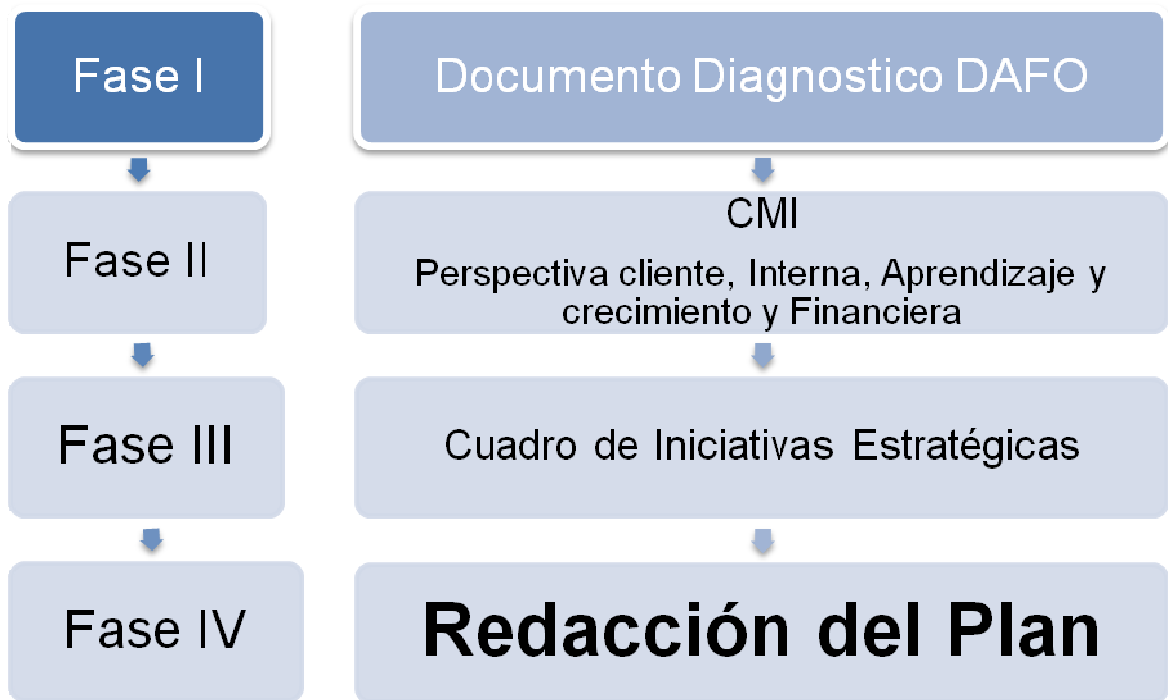 Fase I
Documento Diagnostico DAFO
Fase II
CMI
Perspectiva cliente, Interna, Aprendizaje y
crecimiento y Financiera
Fase III
Cuadro de Iniciativas Estratégicas
Fase IV
Redacción del Plan